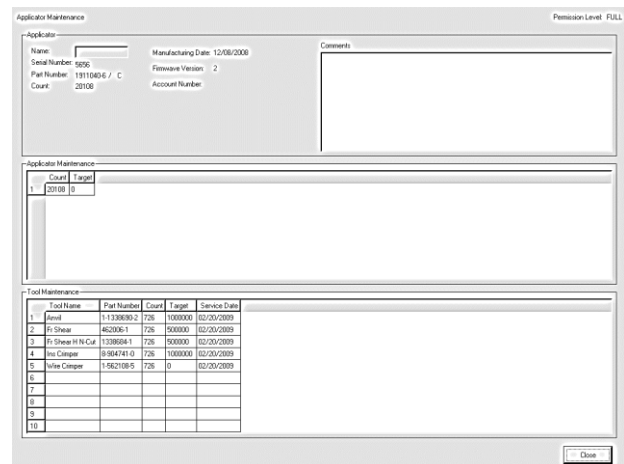 Applicator Maintenance
Permission Level: FULL
Applicator
Name:
Serial Number: 5656
Part Number: 1911040-6 / C
Count: 20108
Manufacturing Date: 12/08/2008
Firmwave Version: 2
Account Number:
Comments
Applicator Maintenance
Count Target
1 20108 0
Tool Maintenance
Tool Name Part Number Count Target Service Date
1 Anvil 1-1338690-2 726 1000000 02/20/2009
2 Fr Shear 462006-1 726 500000 02/20/2009
3 Fr Shear H N-Cut 1338684-1 726 500000 02/20/2009
4 Ins Crimper 8-904741-0 726 1000000 02/20/2009
5 Wire Crimper 1-562108-5 726 0 02/20/2009
6
7
8
9
10
Close